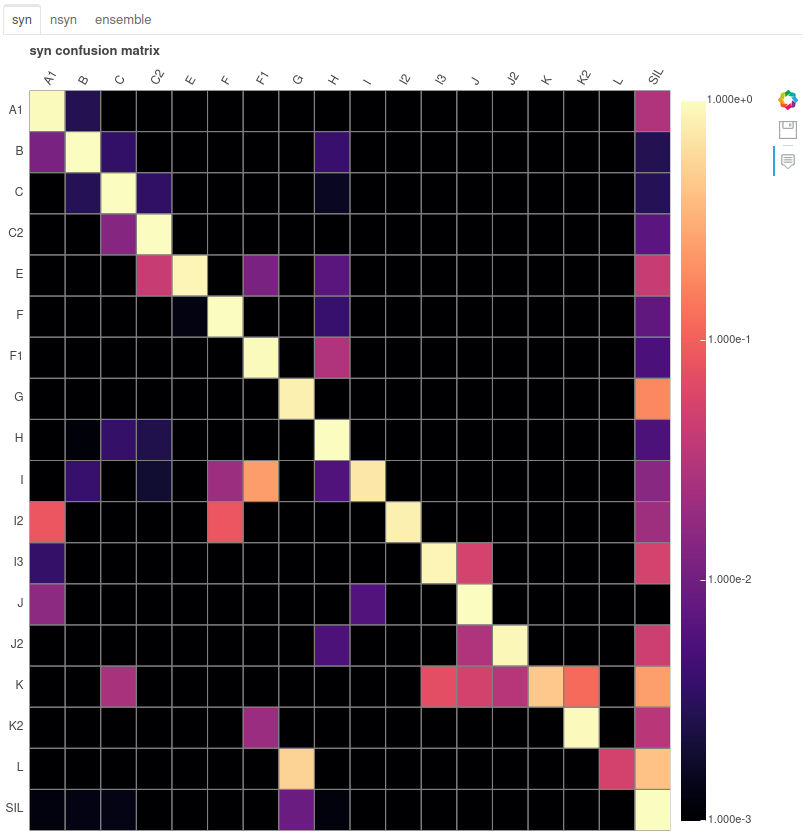 syn nsyn ensemble
syn confusion matrix
A1 B C C2 E F F1 G H I I2 I3 J J2 K K2 L SIL
A1
B
C
C2
E
F
F1
G
H
I
I2
I3
J
J2
K
K2
L
SIL
1.000e+0
1.000e-1
1.000e-2
1.000e-3